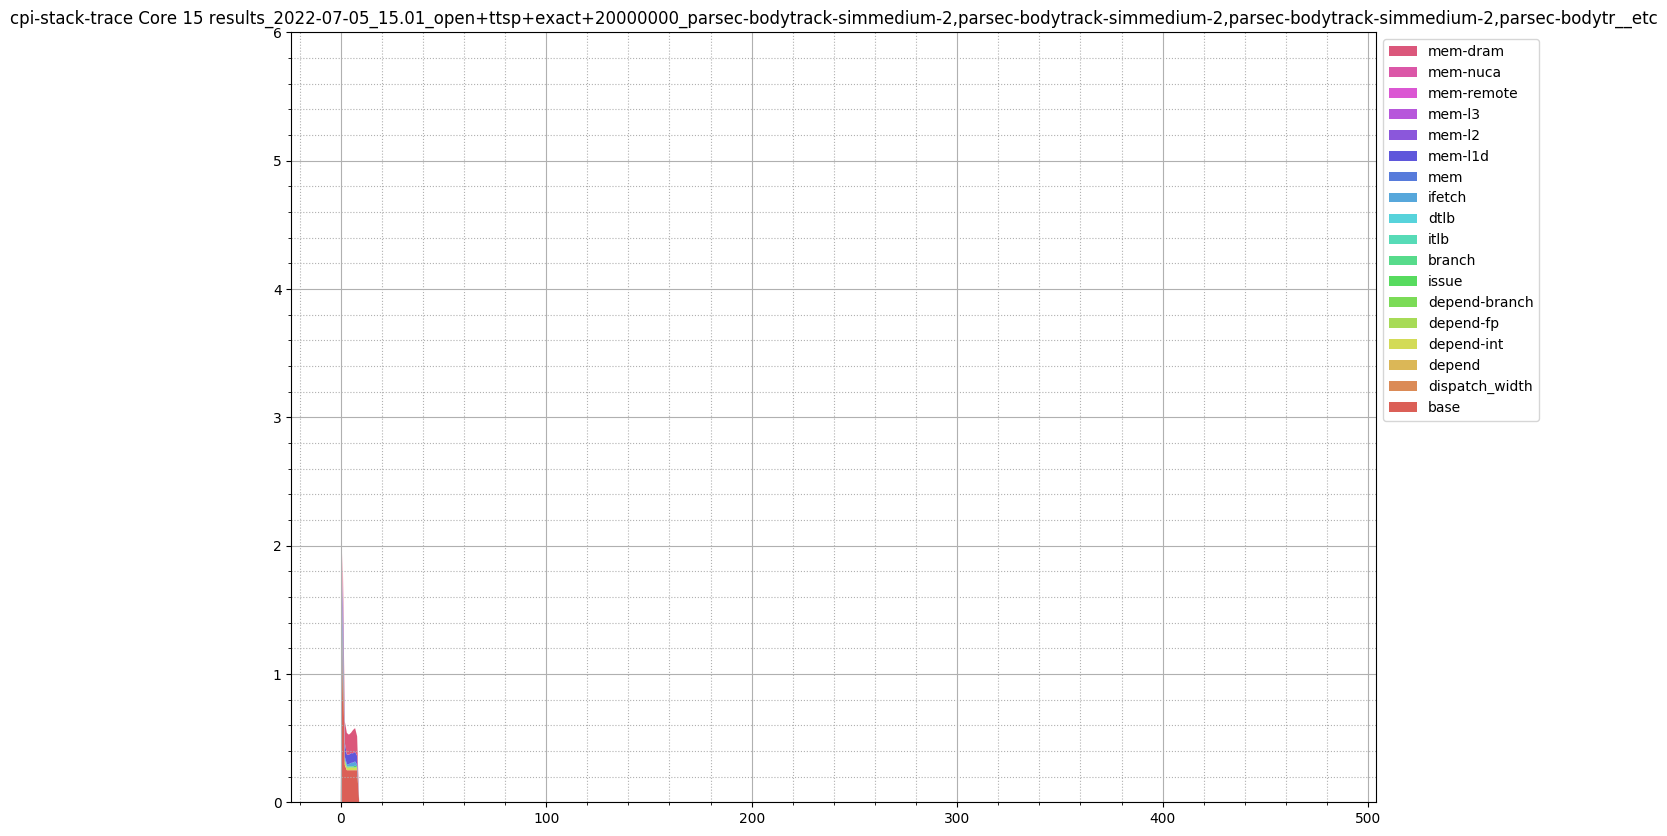 cpi-stack-trace Core 15 results_2022-07-05_15.01_open+ttsp+exact+20000000_parsec-bodytrack-simmedium-2,parsec-bodytrack-simmedium-2,parsec-bodytrack-simmedium-2,parsec-bodytr__etc
6
5
4
3
2
1
0
0 100 200 300 400 500
mem-dram
mem-nuca
mem-remote
mem-l3
mem-l2
mem-l1d
mem
ifetch
dtlb
itlb
branch
issue
depend-branch
depend-fp
depend-int
depend
dispatch_width
base